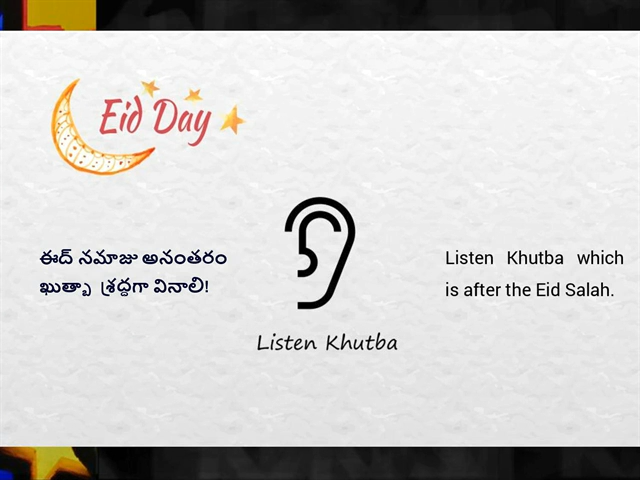 Eid Day
ఈద్ నమాజు అనంతరం
ఖుత్బా శ్రద్ధగా వినాలి!
Listen Khutba
Listen Khutba which
is after the Eid Salah.